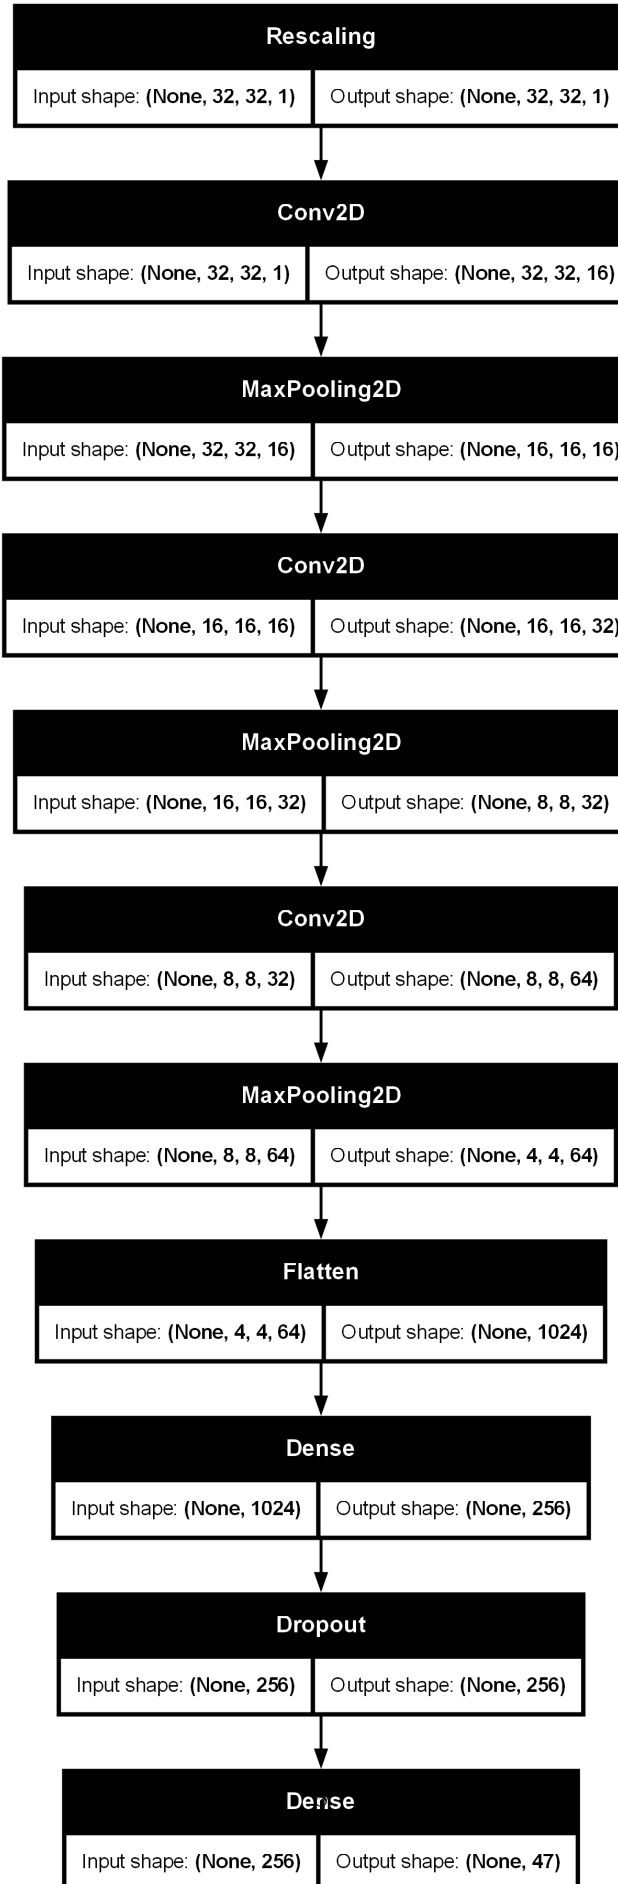 Rescaling
Input shape: (None, 32, 32, 1) Output shape: (None, 32, 32, 1)
Conv2D
Input shape: (None, 32, 32, 1) Output shape: (None, 32, 32, 16)
MaxPooling2D
Input shape: (None, 32, 32, 16) Output shape: (None, 16, 16, 16)
Conv2D
Input shape: (None, 16, 16, 16) Output shape: (None, 16, 16, 32)
MaxPooling2D
Input shape: (None, 16, 16, 32) Output shape: (None, 8, 8, 32)
Conv2D
Input shape: (None, 8, 8, 32) Output shape: (None, 8, 8, 64)
MaxPooling2D
Input shape: (None, 8, 8, 64) Output shape: (None, 4, 4, 64)
Flatten
Input shape: (None, 4, 4, 64) Output shape: (None, 1024)
Dense
Input shape: (None, 1024) Output shape: (None, 256)
Dropout
Input shape: (None, 256) Output shape: (None, 256)
Dense
Input shape: (None, 256) Output shape: (None, 47)